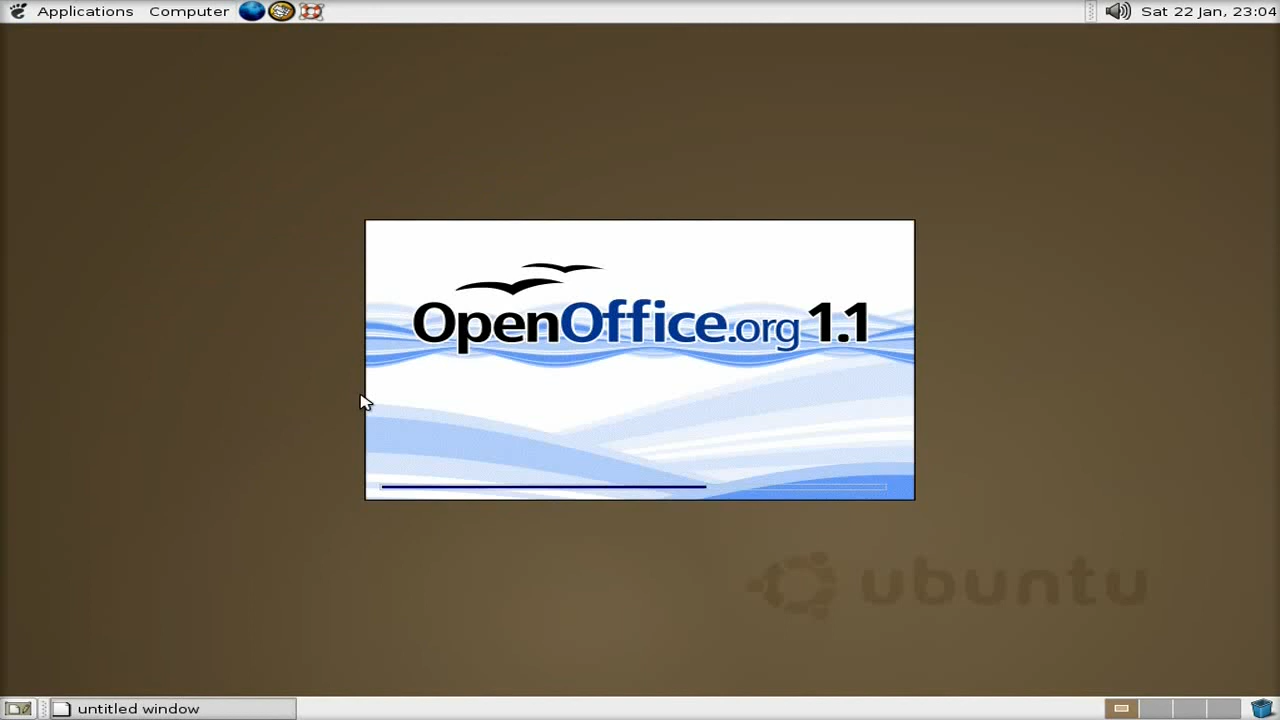 Applications Computer Sat 22 Jan, 23:04
OpenOffice.org 1.1
ubuntu
untitled window